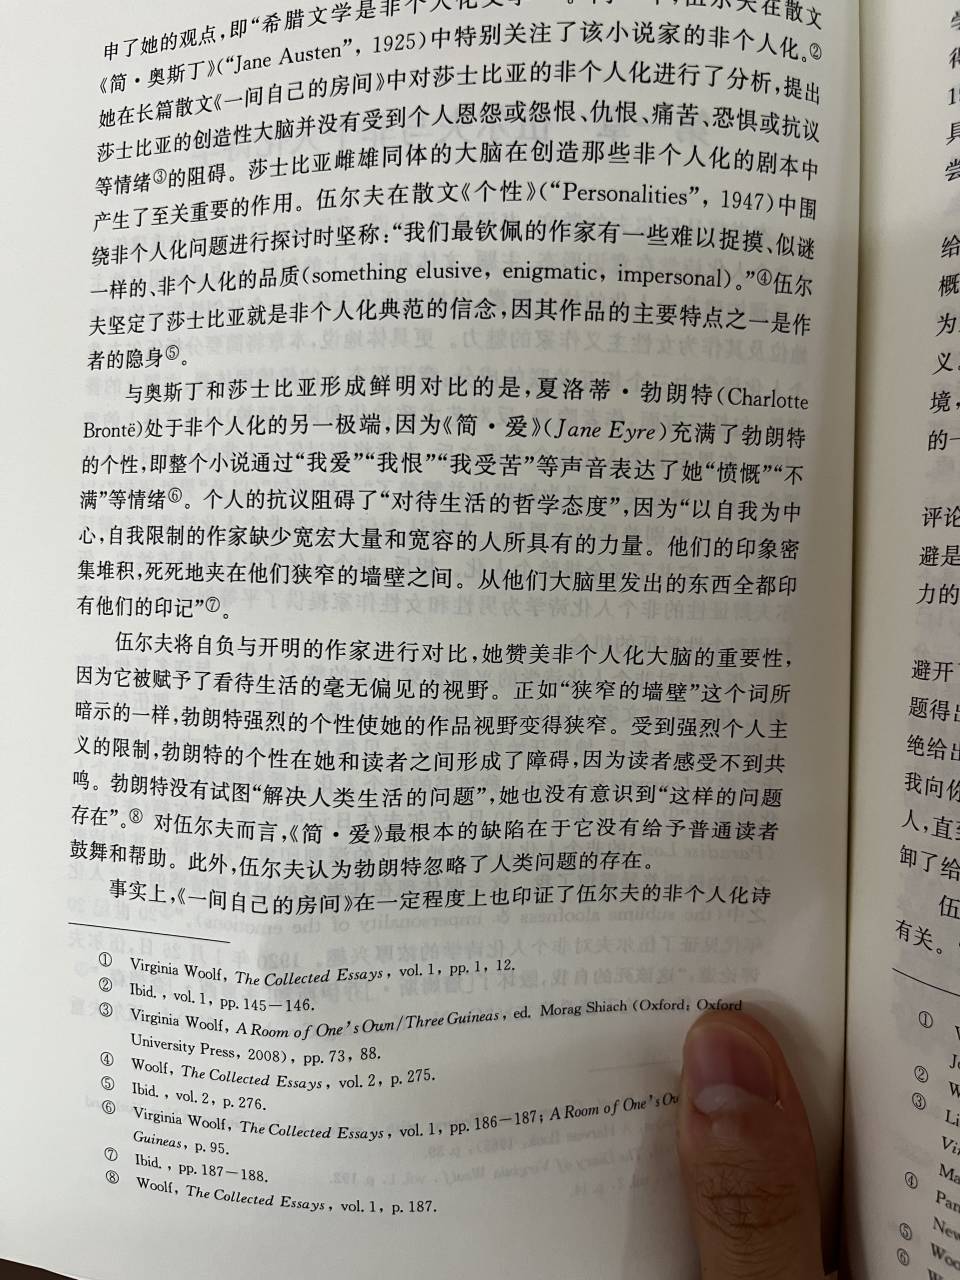 申了她的观点,即“希腊文学是非个人化文学”
伍尔夫在散文
《简·奥斯丁》(“Jane Austen”, 1925)中特别关注了该小说家的非个人化。②
她在长篇散文《一间自己的房间》中对莎士比亚的非个人化进行了分析,提出
莎士比亚的创造性大脑并没有受到个人恩怨或怨恨、仇恨、痛苦、恐惧或抗议
等情绪③的阻碍。莎士比亚雌雄同体的大脑在创造那些非个人化的剧本中
产生了至关重要的作用。伍尔夫在散文《个性》(“Personalities”, 1947)中围
绕非个人化问题进行探讨时坚称:“我们最钦佩的作家有一些难以捉摸、似谜
一样的、非个人化的品质(something elusive, enigmatic, impersonal)。”④伍尔
夫坚定了莎士比亚就是非个人化典范的信念,因其作品的主要特点之一是作
者的隐身⑤。
与奥斯丁和莎士比亚形成鲜明对比的是,夏洛蒂·勃朗特(Charlotte
Brontë)处于非个人化的另一极端,因为《简·爱》(Jane Eyre)充满了勃朗特
的个性,即整个小说通过“我爱”“我恨”“我受苦”等声音表达了她“愤慨”“不
满”等情绪⑥。个人的抗议阻碍了“对待生活的哲学态度”,因为“以自我为中
心,自我限制的作家缺少宽宏大量和宽容的人所具有的力量。他们的印象密
集堆积,死死地夹在他们狭窄的墙壁之间。从他们大脑里发出的东西全都印
有他们的印记”⑦。
伍尔夫将自负与开明的作家进行对比,她赞美非个人化大脑的重要性,
因为它被赋予了看待生活的毫无偏见的视野。正如“狭窄的墙壁”这个词所
暗示的一样,勃朗特强烈的个性使她的作品视野变得狭窄。受到强烈个人主
义的限制,勃朗特的个性在她和读者之间形成了障碍,因为读者感受不到共
鸣。勃朗特没有试图“解决人类生活的问题”,她也没有意识到“这样的问题
存在”。⑧ 对伍尔夫而言,《简·爱》最根本的缺陷在于它没有给予普通读者
鼓舞和帮助。此外,伍尔夫认为勃朗特忽略了人类问题的存在。
事实上,《一间自己的房间》在一定程度上也印证了伍尔夫的非个人化诗
① Virginia Woolf, The Collected Essays, vol. 1, pp. 1, 12.
② Ibid., vol. 1, pp. 145—146.
③ Virginia Woolf, A Room of One's Own/Three Guineas, ed. Morag Shiach (Oxford: Oxford
University Press, 2008), pp. 73, 88.
④ Woolf, The Collected Essays, vol. 2, p. 275.
⑤ Ibid., vol. 2, p. 276.
⑥ Virginia Woolf, The Collected Essays, vol. 1, pp. 186—187; A Room of One's
Guineas, p. 95.
⑦ Ibid., pp. 187—188.
⑧ Woolf, The Collected Essays, vol. 1, p. 187.
给
概
为
义。
境,
的一
评论
避是
力的
避开
题得出
绝给出
我向你
人,直至
卸了给
伍
有关。
①
②
③
④
⑤
⑥